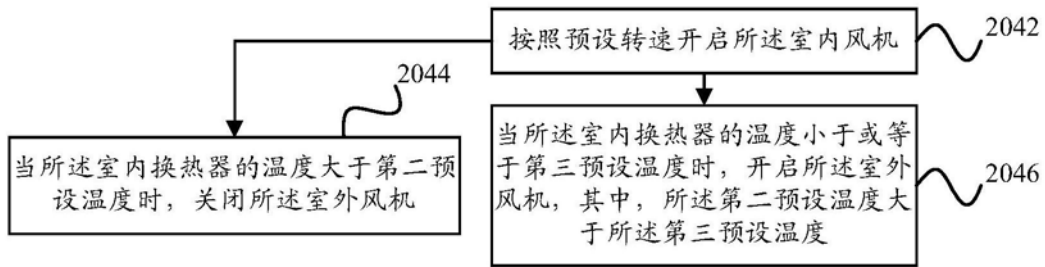 按照预设转速开启所述室内风机
2042
2044
当所述室内换热器的温度大于第二预
设温度时，关闭所述室外风机
当所述室内换热器的温度小于或等
于第三预设温度时，开启所述室外
风机，其中，所述第二预设温度大
于所述第三预设温度
2046